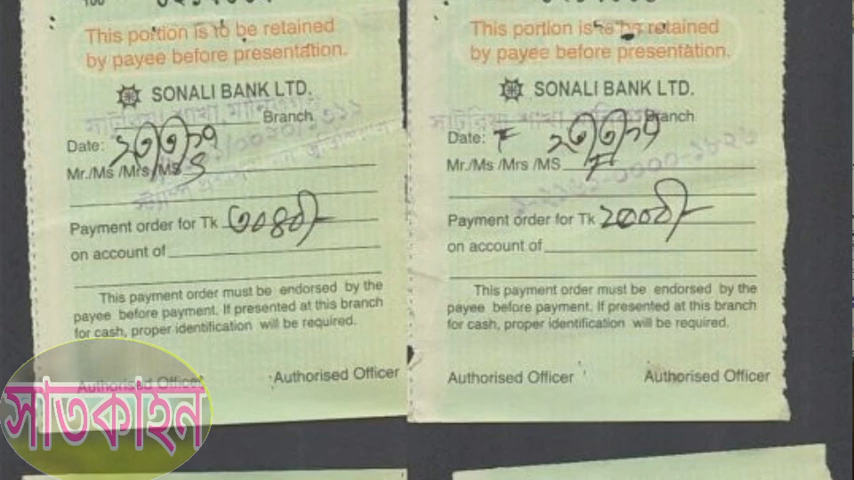 This portion is to be retained
by payee before presentation.
SONALI BANK LTD.
Branch
Date:
Mr./Ms /Mrs /MS
Payment order for Tk ৩০৪০/-
on account of
This payment order must be endorsed by the
payee before payment. If presented at this branch
for cash, proper identification will be required.
Authorised Officer Authorised Officer
This portion is to be retained
by payee before presentation.
SONALI BANK LTD.
Branch
Date:
Mr./Ms /Mrs /MS
Payment order for Tk ২০০০/-
on account of
This payment order must be endorsed by the
payee before payment. If presented at this branch
for cash, proper identification will be required.
Authorised Officer Authorised Officer
সাতকাহন